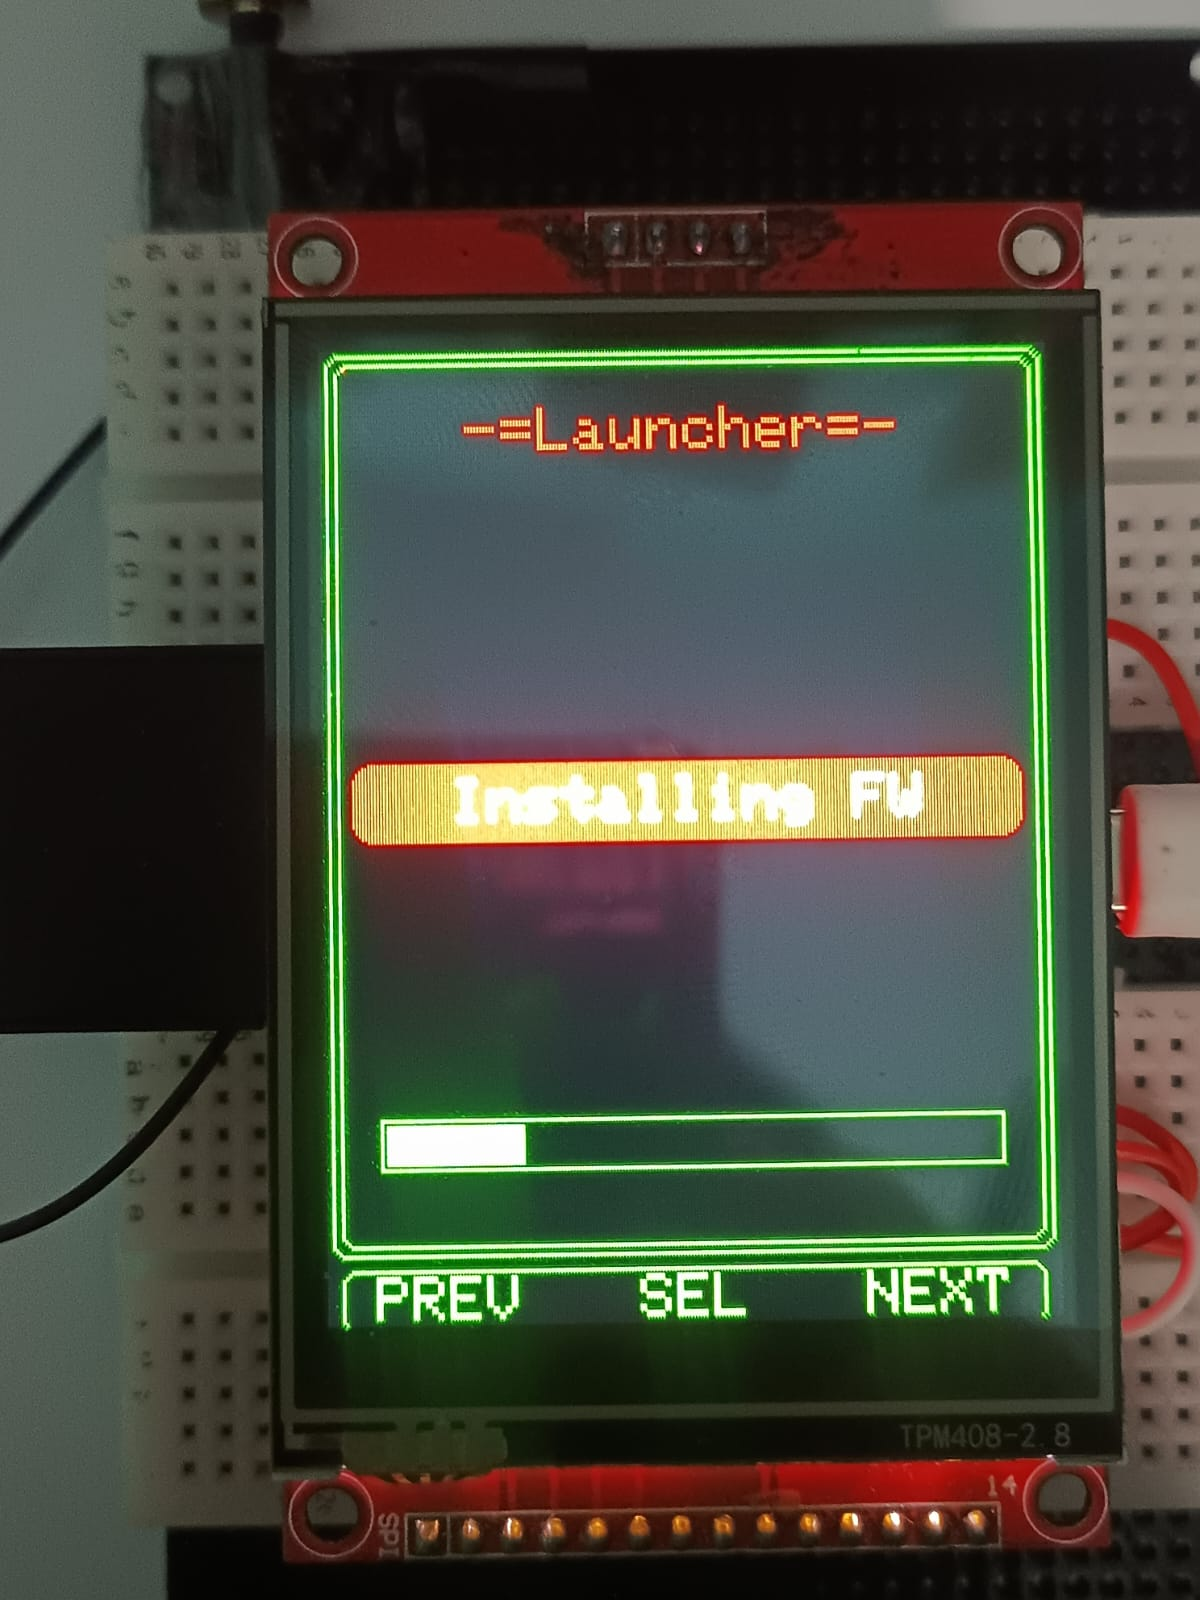 -=Launcher=-
Installing FW
PREV SEL NEXT
TPM408-2.8
14
SPI